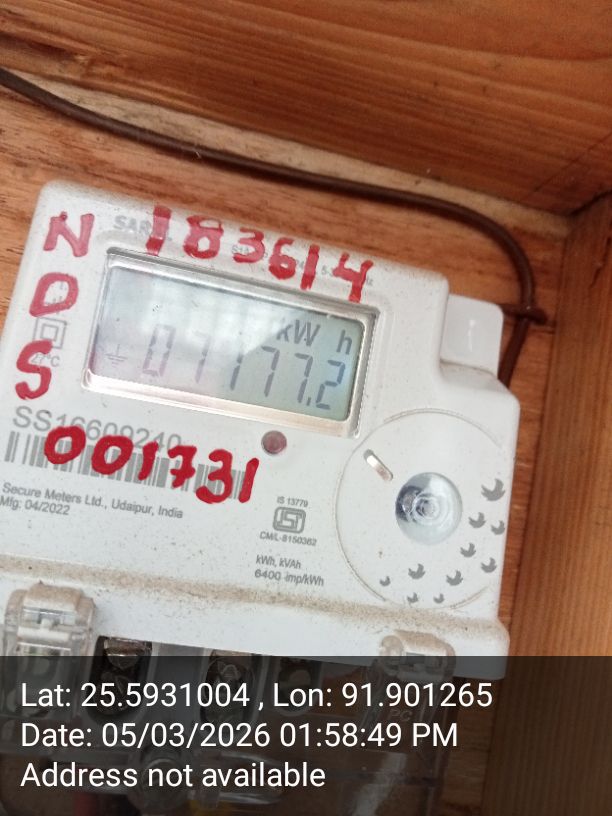 183614
N
D
S
kW h
07177.2
SS16609240
001731
Secure Meters Ltd., Udaipur, India
Mfg: 04/2022
IS 13779
CM/L-8150362
kWh, kVAh
6400 imp/kWh
Lat: 25.5931004 , Lon: 91.901265
Date: 05/03/2026 01:58:49 PM
Address not available